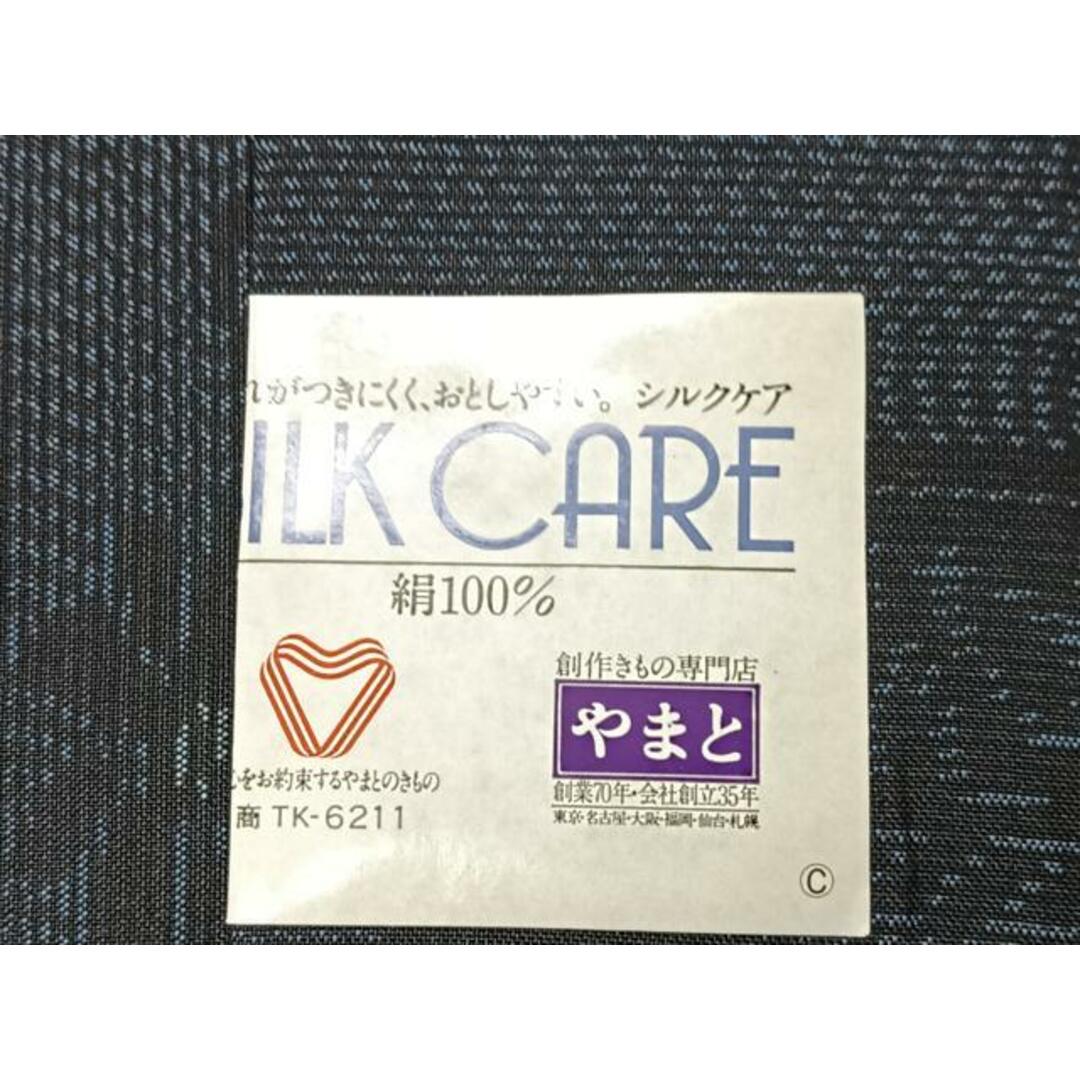 れがつきにくく、おとしやすい。 シルクケア
ILK CARE
絹100%
創作きもの専門店
やまと
創業70年・会社創立35年
東京・名古屋・大阪・福岡・仙台・札幌
をお約束するやまとのきもの
商 TK-6211
Ⓒ